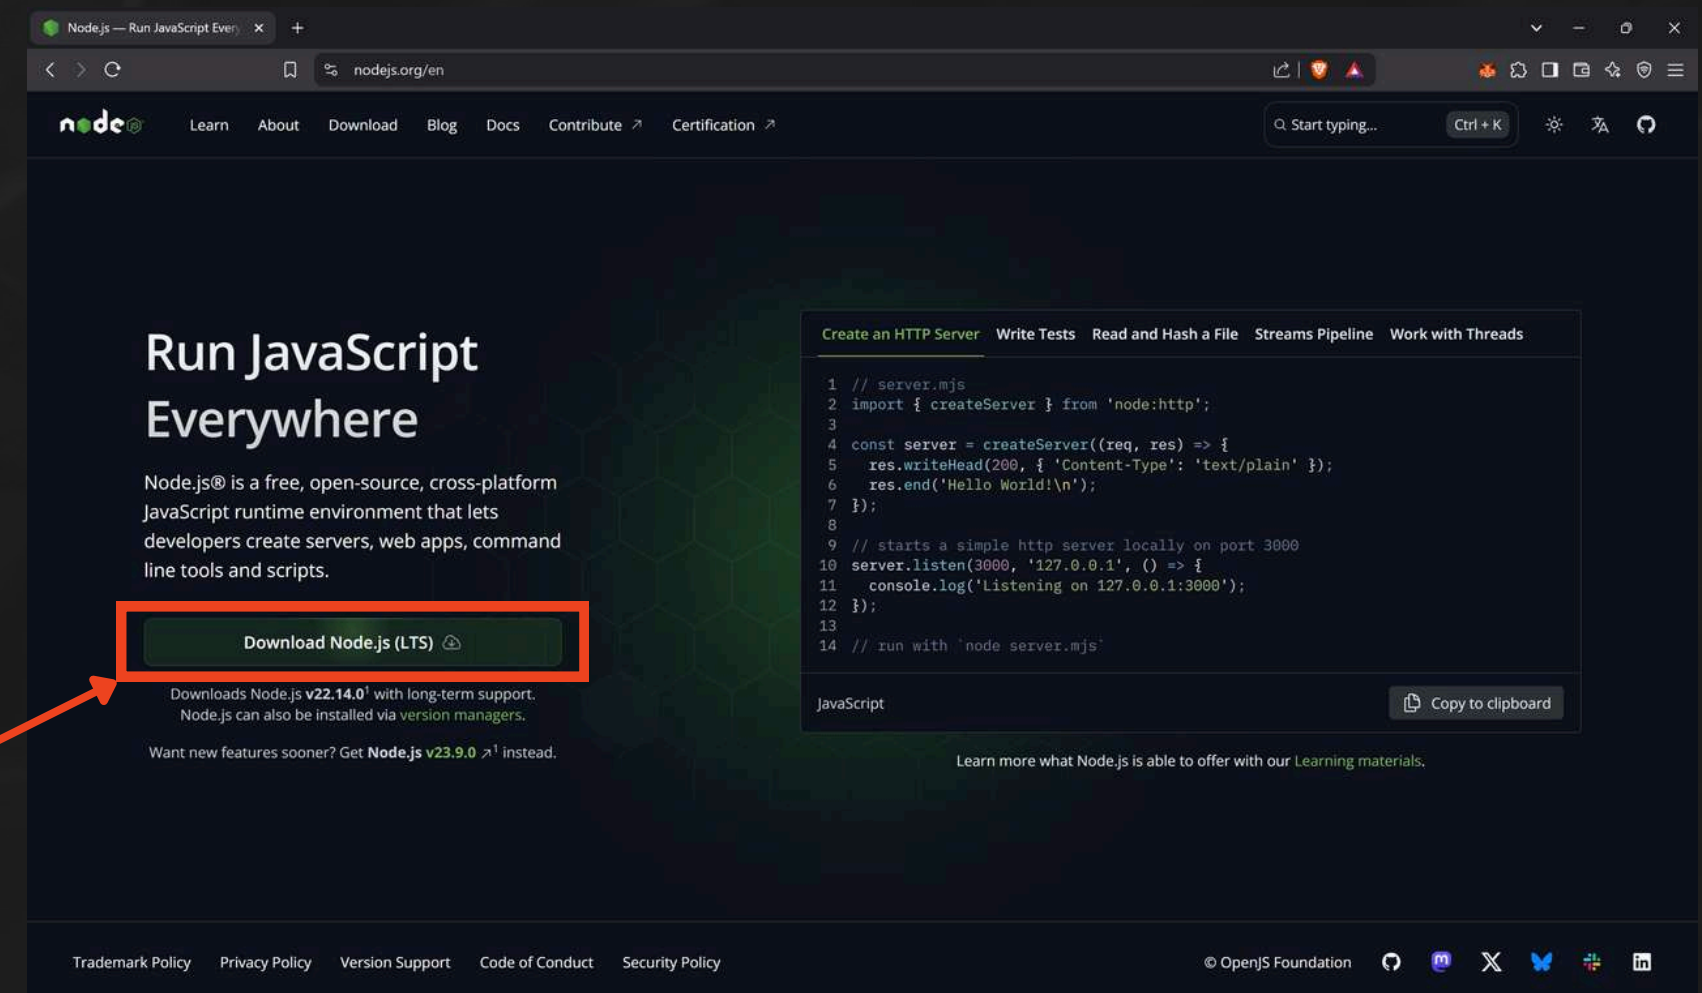 Node.js — Run JavaScript Every
nodejs.org/en
node
Learn About Download Blog Docs Contribute ↗ Certification ↗
Start typing... Ctrl + K
Run JavaScript
Everywhere
Node.js® is a free, open-source, cross-platform
JavaScript runtime environment that lets
developers create servers, web apps, command
line tools and scripts.
Download Node.js (LTS)
Downloads Node.js v22.14.0¹ with long-term support.
Node.js can also be installed via version managers.
Want new features sooner? Get Node.js v23.9.0 ↗¹ instead.
Create an HTTP Server Write Tests Read and Hash a File Streams Pipeline Work with Threads
1 // server.mjs
2 import { createServer } from 'node:http';
3
4 const server = createServer((req, res) => {
5   res.writeHead(200, { 'Content-Type': 'text/plain' });
6   res.end('Hello World!\n');
7 });
8
9 // starts a simple http server locally on port 3000
10 server.listen(3000, '127.0.0.1', () => {
11   console.log('Listening on 127.0.0.1:3000');
12 });
13
14 // run with `node server.mjs`
JavaScript Copy to clipboard
Learn more what Node.js is able to offer with our Learning materials.
Trademark Policy Privacy Policy Version Support Code of Conduct Security Policy
© OpenJS Foundation